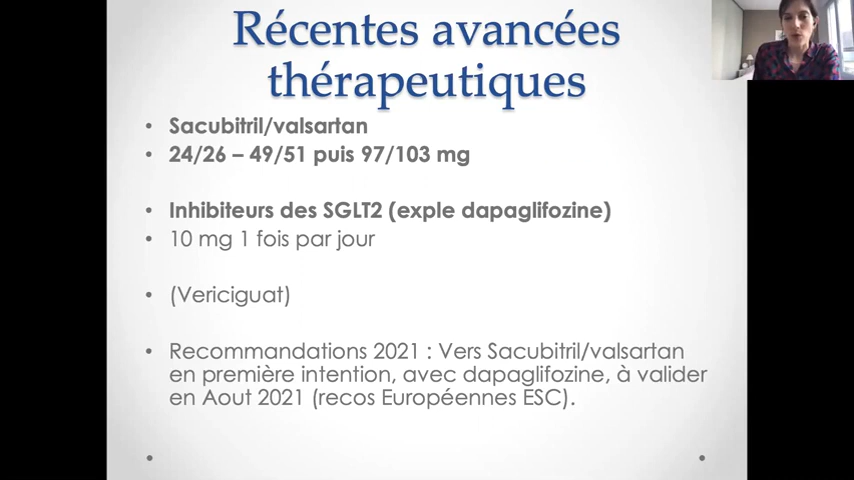 Récentes avancées
thérapeutiques
• Sacubitril/valsartan
• 24/26 – 49/51 puis 97/103 mg
• Inhibiteurs des SGLT2 (exple dapaglifozine)
• 10 mg 1 fois par jour
• (Vericiguat)
• Recommandations 2021 : Vers Sacubitril/valsartan
en première intention, avec dapaglifozine, à valider
en Aout 2021 (recos Européennes ESC).